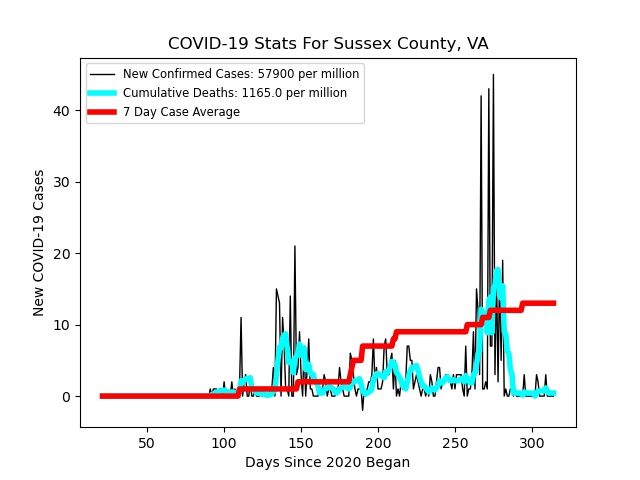 COVID-19 Stats For Sussex County, VA
New Confirmed Cases: 57900 per million
Cumulative Deaths: 1165.0 per million
7 Day Case Average
New COVID-19 Cases
40
30
20
10
0
50
100
150
200
250
300
Days Since 2020 Began